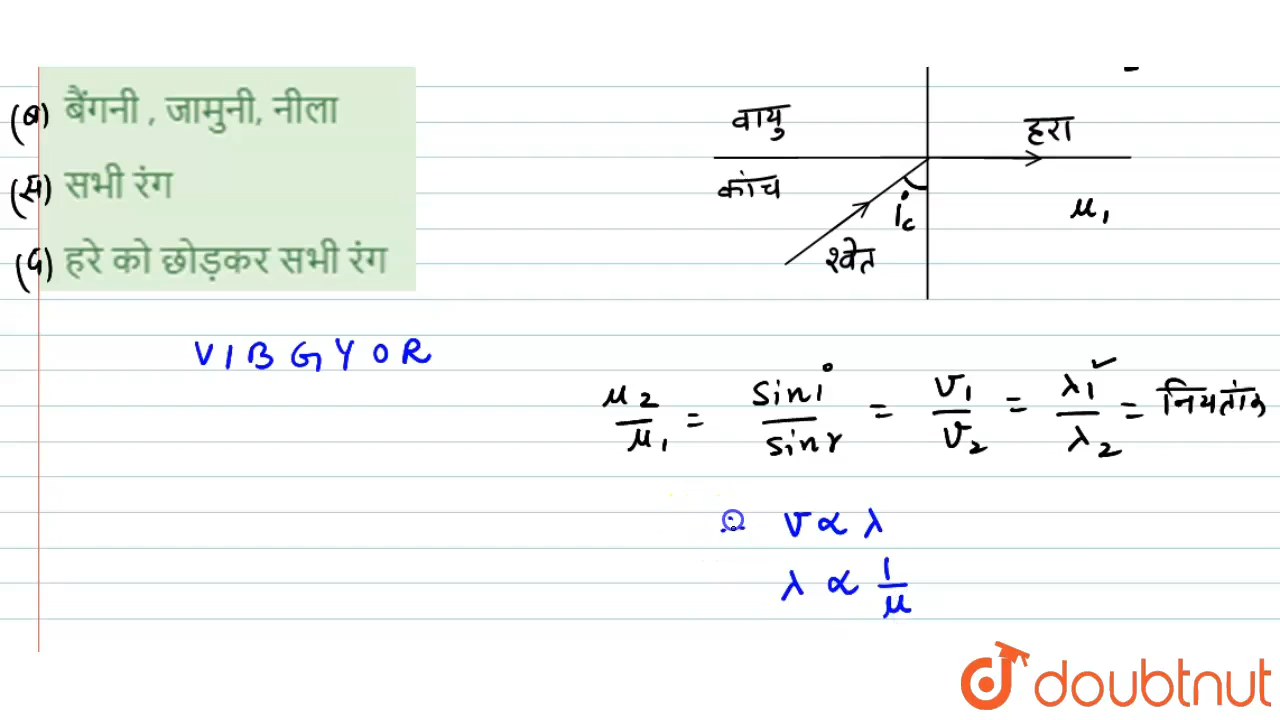 (ब) बैंगनी , जामुनी, नीला
(स) सभी रंग
(द) हरे को छोड़कर सभी रंग
वायु
हरा
कांच
ic
μ1
श्वेत
V I B G Y O R
μ2/μ1 = sin i/sin r = v1/v2 = λ1/λ2 = नियतांक
v ∝ λ
λ ∝ 1/μ
doubtnut